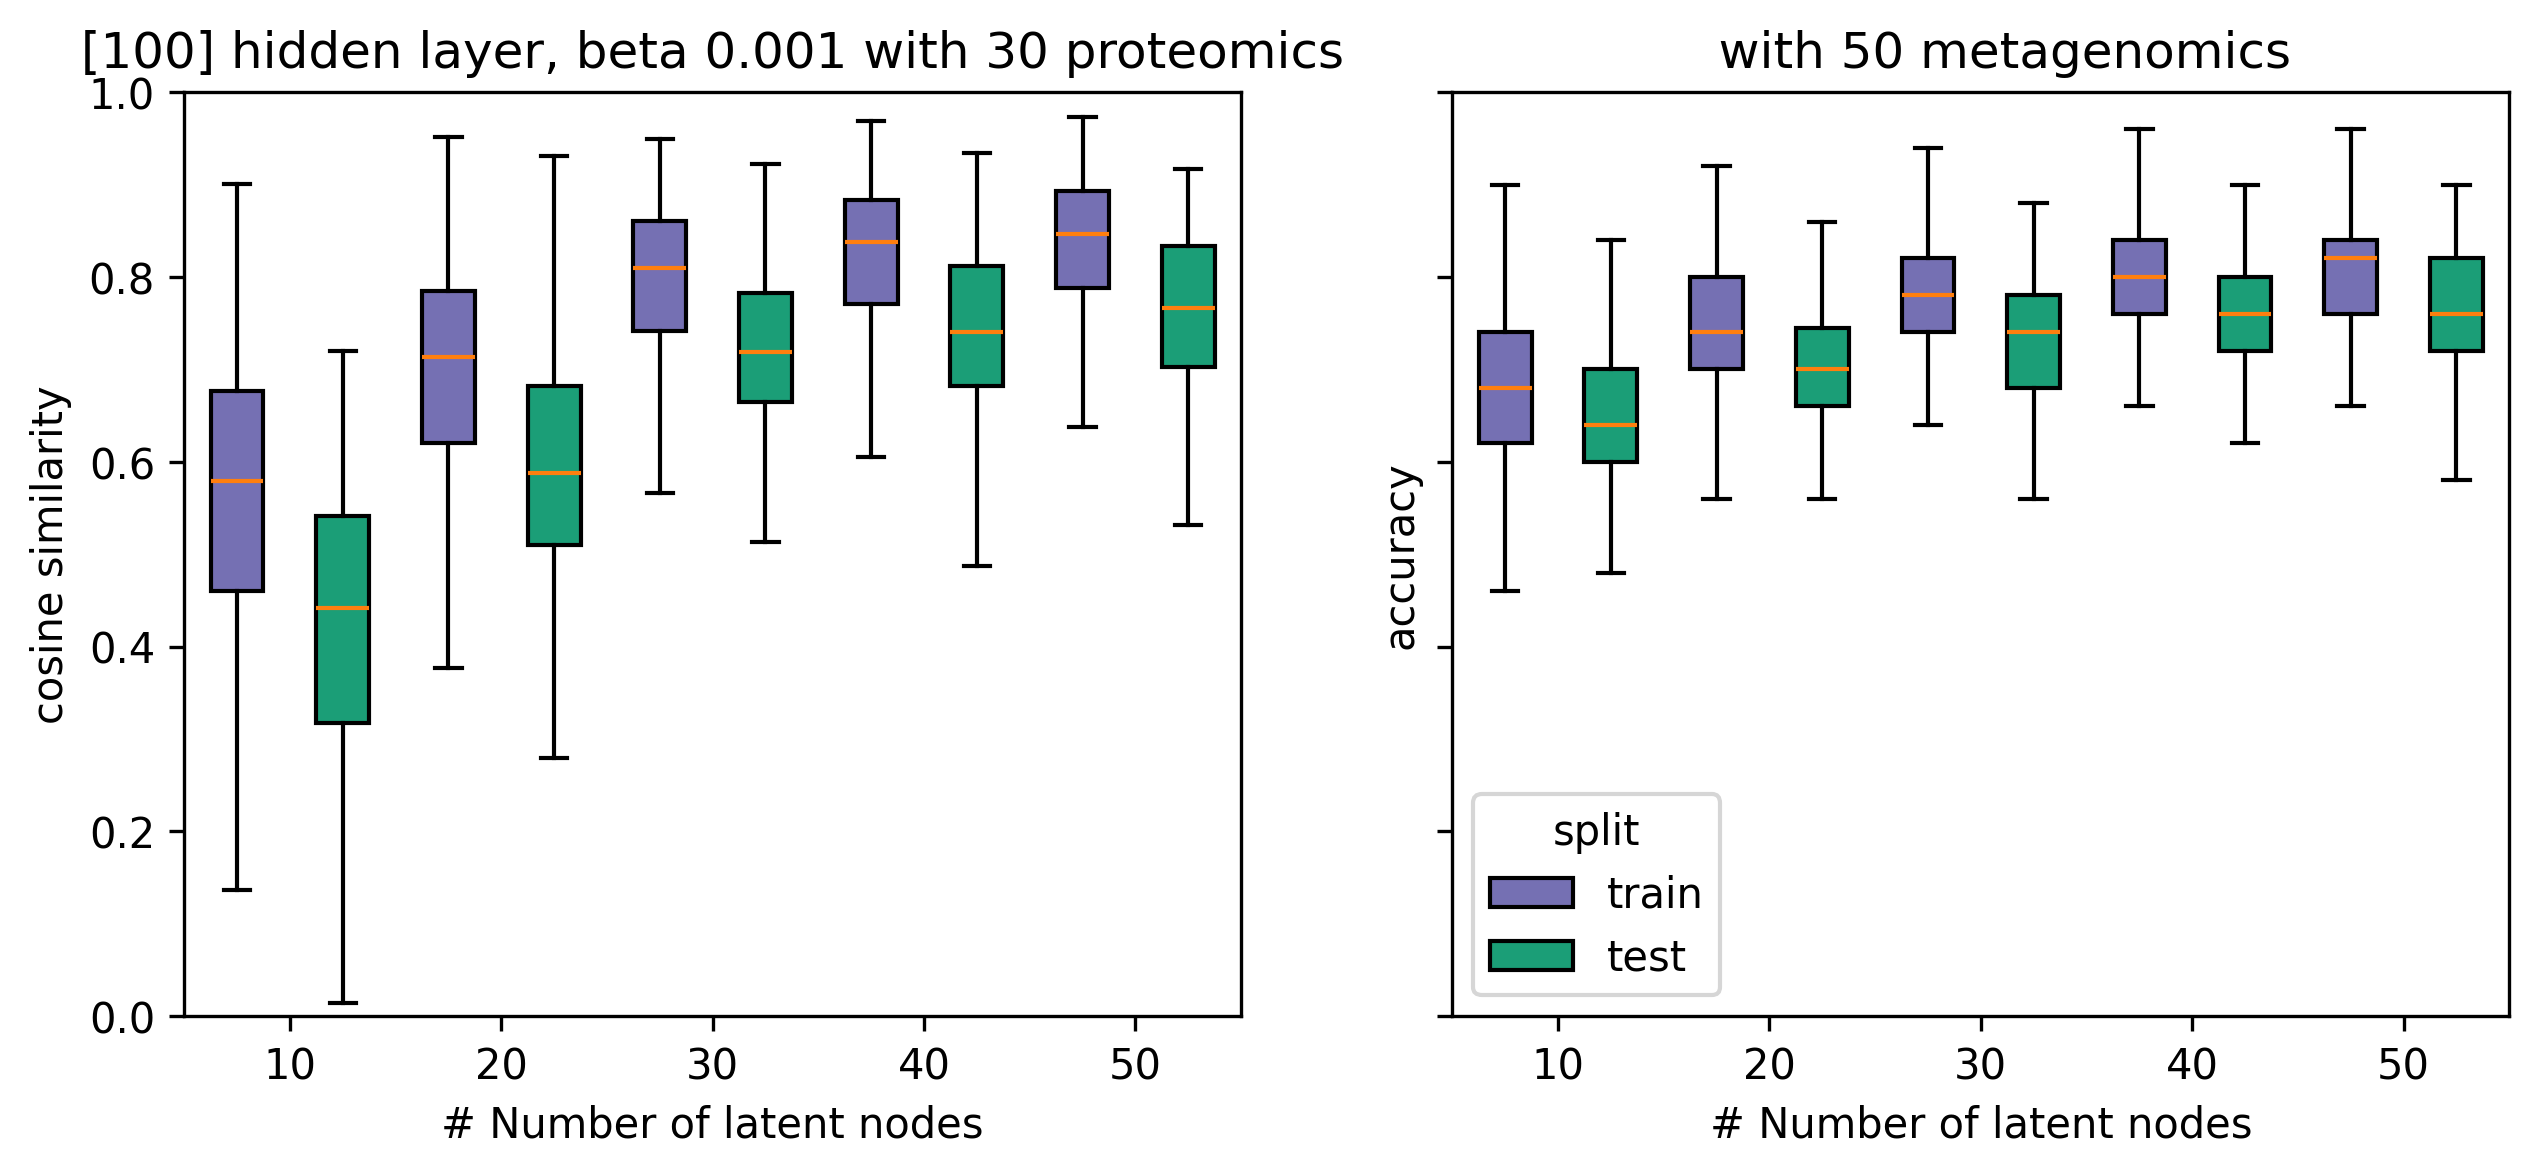 [100] hidden layer, beta 0.001 with 30 proteomics
1.0
0.8
0.6
0.4
0.2
0.0
cosine similarity
10 20 30 40 50
# Number of latent nodes
with 50 metagenomics
accuracy
split
train
test
10 20 30 40 50
# Number of latent nodes